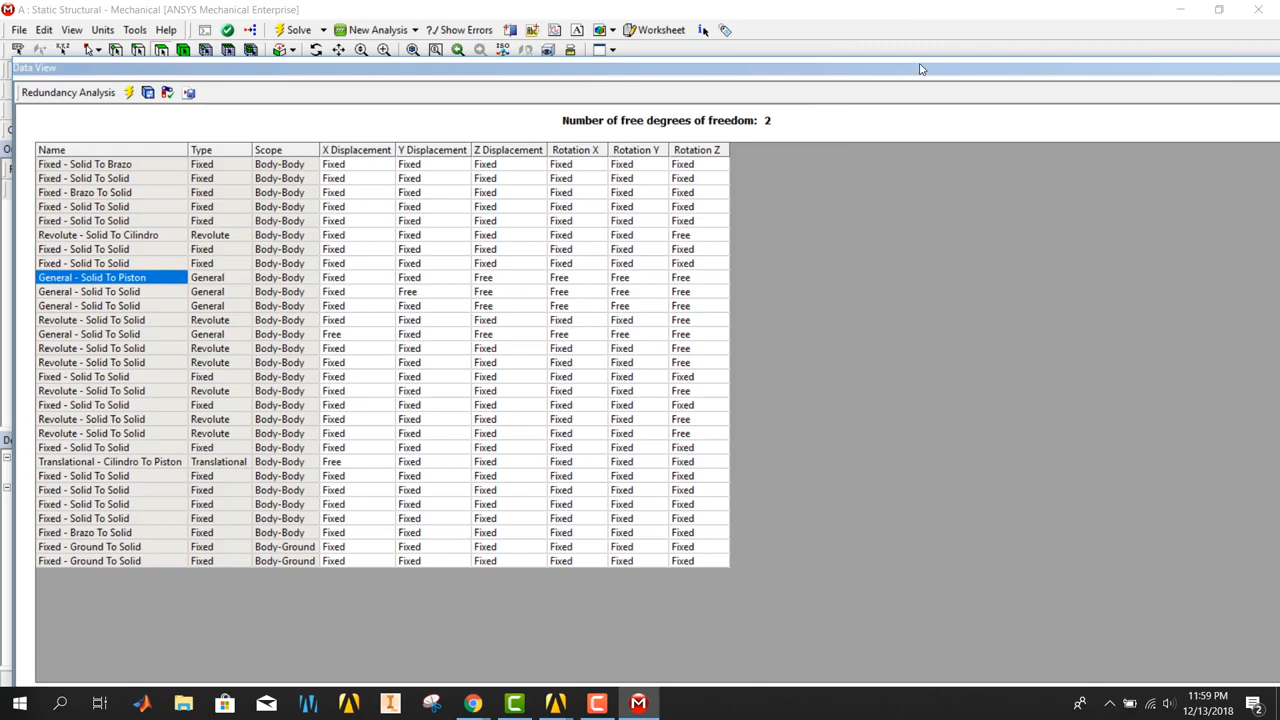 A : Static Structural - Mechanical [ANSYS Mechanical Enterprise]
File Edit View Units Tools Help Solve New Analysis Show Errors Worksheet
Data View
Redundancy Analysis
Number of free degrees of freedom: 2
Name Type Scope X Displacement Y Displacement Z Displacement Rotation X Rotation Y Rotation Z
Fixed - Solid To Brazo Fixed Body-Body Fixed Fixed Fixed Fixed Fixed Fixed
Fixed - Solid To Solid Fixed Body-Body Fixed Fixed Fixed Fixed Fixed Fixed
Fixed - Brazo To Solid Fixed Body-Body Fixed Fixed Fixed Fixed Fixed Fixed
Fixed - Solid To Solid Fixed Body-Body Fixed Fixed Fixed Fixed Fixed Fixed
Fixed - Solid To Solid Fixed Body-Body Fixed Fixed Fixed Fixed Fixed Fixed
Revolute - Solid To Cilindro Revolute Body-Body Fixed Fixed Fixed Fixed Fixed Free
Fixed - Solid To Solid Fixed Body-Body Fixed Fixed Fixed Fixed Fixed Fixed
Fixed - Solid To Solid Fixed Body-Body Fixed Fixed Fixed Fixed Fixed Fixed
General - Solid To Piston General Body-Body Fixed Fixed Free Free Free Free
General - Solid To Solid General Body-Body Fixed Free Free Free Free Free
General - Solid To Solid General Body-Body Fixed Fixed Free Free Free Free
Revolute - Solid To Solid Revolute Body-Body Fixed Fixed Fixed Fixed Fixed Free
General - Solid To Solid General Body-Body Free Fixed Free Free Free Free
Revolute - Solid To Solid Revolute Body-Body Fixed Fixed Fixed Fixed Fixed Free
Revolute - Solid To Solid Revolute Body-Body Fixed Fixed Fixed Fixed Fixed Free
Fixed - Solid To Solid Fixed Body-Body Fixed Fixed Fixed Fixed Fixed Fixed
Revolute - Solid To Solid Revolute Body-Body Fixed Fixed Fixed Fixed Fixed Free
Fixed - Solid To Solid Fixed Body-Body Fixed Fixed Fixed Fixed Fixed Fixed
Revolute - Solid To Solid Revolute Body-Body Fixed Fixed Fixed Fixed Fixed Free
Revolute - Solid To Solid Revolute Body-Body Fixed Fixed Fixed Fixed Fixed Free
Fixed - Solid To Solid Fixed Body-Body Fixed Fixed Fixed Fixed Fixed Fixed
Translational - Cilindro To Piston Translational Body-Body Free Fixed Fixed Fixed Fixed Fixed
Fixed - Solid To Solid Fixed Body-Body Fixed Fixed Fixed Fixed Fixed Fixed
Fixed - Solid To Solid Fixed Body-Body Fixed Fixed Fixed Fixed Fixed Fixed
Fixed - Solid To Solid Fixed Body-Body Fixed Fixed Fixed Fixed Fixed Fixed
Fixed - Solid To Solid Fixed Body-Body Fixed Fixed Fixed Fixed Fixed Fixed
Fixed - Brazo To Solid Fixed Body-Body Fixed Fixed Fixed Fixed Fixed Fixed
Fixed - Ground To Solid Fixed Body-Ground Fixed Fixed Fixed Fixed Fixed Fixed
Fixed - Ground To Solid Fixed Body-Ground Fixed Fixed Fixed Fixed Fixed Fixed
11:59 PM
12/13/2018